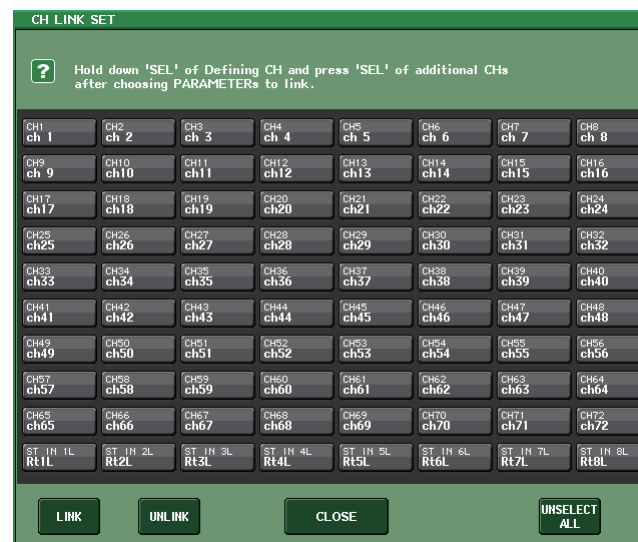 CH LINK SET
? Hold down 'SEL' of Defining CH and press 'SEL' of additional CHs
after choosing PARAMETERs to link.
CH1 CH2 CH3 CH4 CH5 CH6 CH7 CH8
ch 1 ch 2 ch 3 ch 4 ch 5 ch 6 ch 7 ch 8
CH9 CH10 CH11 CH12 CH13 CH14 CH15 CH16
ch 9 ch10 ch11 ch12 ch13 ch14 ch15 ch16
CH17 CH18 CH19 CH20 CH21 CH22 CH23 CH24
ch17 ch18 ch19 ch20 ch21 ch22 ch23 ch24
CH25 CH26 CH27 CH28 CH29 CH30 CH31 CH32
ch25 ch26 ch27 ch28 ch29 ch30 ch31 ch32
CH33 CH34 CH35 CH36 CH37 CH38 CH39 CH40
ch33 ch34 ch35 ch36 ch37 ch38 ch39 ch40
CH41 CH42 CH43 CH44 CH45 CH46 CH47 CH48
ch41 ch42 ch43 ch44 ch45 ch46 ch47 ch48
CH49 CH50 CH51 CH52 CH53 CH54 CH55 CH56
ch49 ch50 ch51 ch52 ch53 ch54 ch55 ch56
CH57 CH58 CH59 CH60 CH61 CH62 CH63 CH64
ch57 ch58 ch59 ch60 ch61 ch62 ch63 ch64
CH65 CH66 CH67 CH68 CH69 CH70 CH71 CH72
ch65 ch66 ch67 ch68 ch69 ch70 ch71 ch72
ST IN 1L ST IN 2L ST IN 3L ST IN 4L ST IN 5L ST IN 6L ST IN 7L ST IN 8L
Rt1L Rt2L Rt3L Rt4L Rt5L Rt6L Rt7L Rt8L
LINK UNLINK CLOSE UNSELECT
ALL